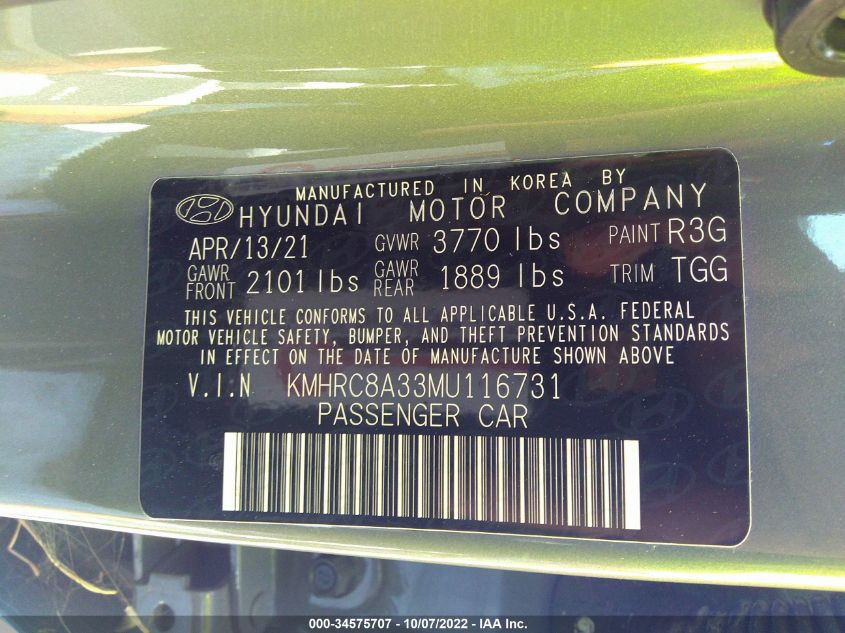 MANUFACTURED IN KOREA BY
HYUNDAI MOTOR COMPANY
APR/13/21 GVWR 3770 lbs PAINT R3G
GAWR FRONT 2101 lbs GAWR REAR 1889 lbs TRIM TGG
THIS VEHICLE CONFORMS TO ALL APPLICABLE U.S.A. FEDERAL
MOTOR VEHICLE SAFETY, BUMPER, AND THEFT PREVENTION STANDARDS
IN EFFECT ON THE DATE OF MANUFACTURE SHOWN ABOVE
V.I.N KMHRC8A33MU116731
PASSENGER CAR
000-34575707 - 10/07/2022 - IAA Inc.